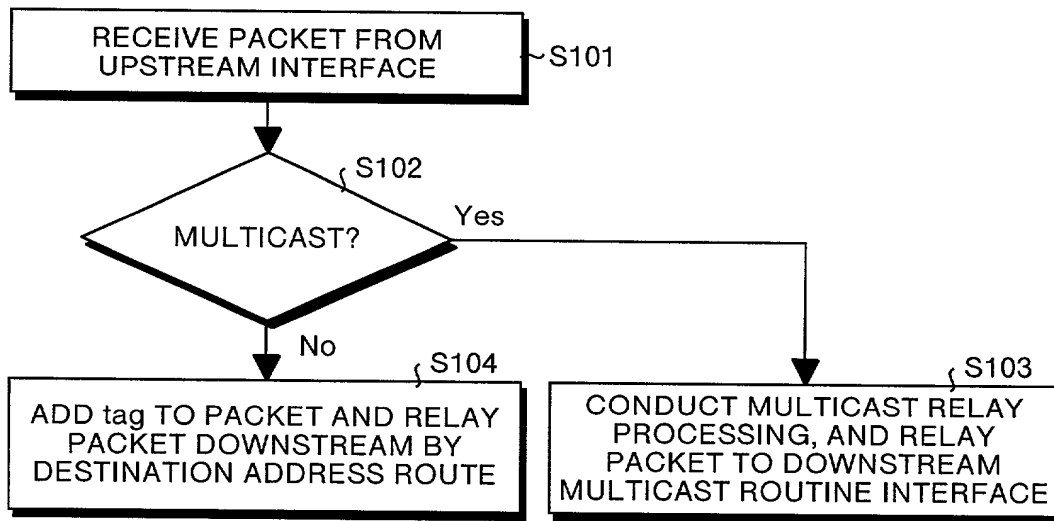 RECEIVE PACKET FROM
UPSTREAM INTERFACE
S101
S102
MULTICAST?
Yes
No
S104
ADD tag TO PACKET AND RELAY
PACKET DOWNSTREAM BY
DESTINATION ADDRESS ROUTE
S103
CONDUCT MULTICAST RELAY
PROCESSING, AND RELAY
PACKET TO DOWNSTREAM
MULTICAST ROUTINE INTERFACE